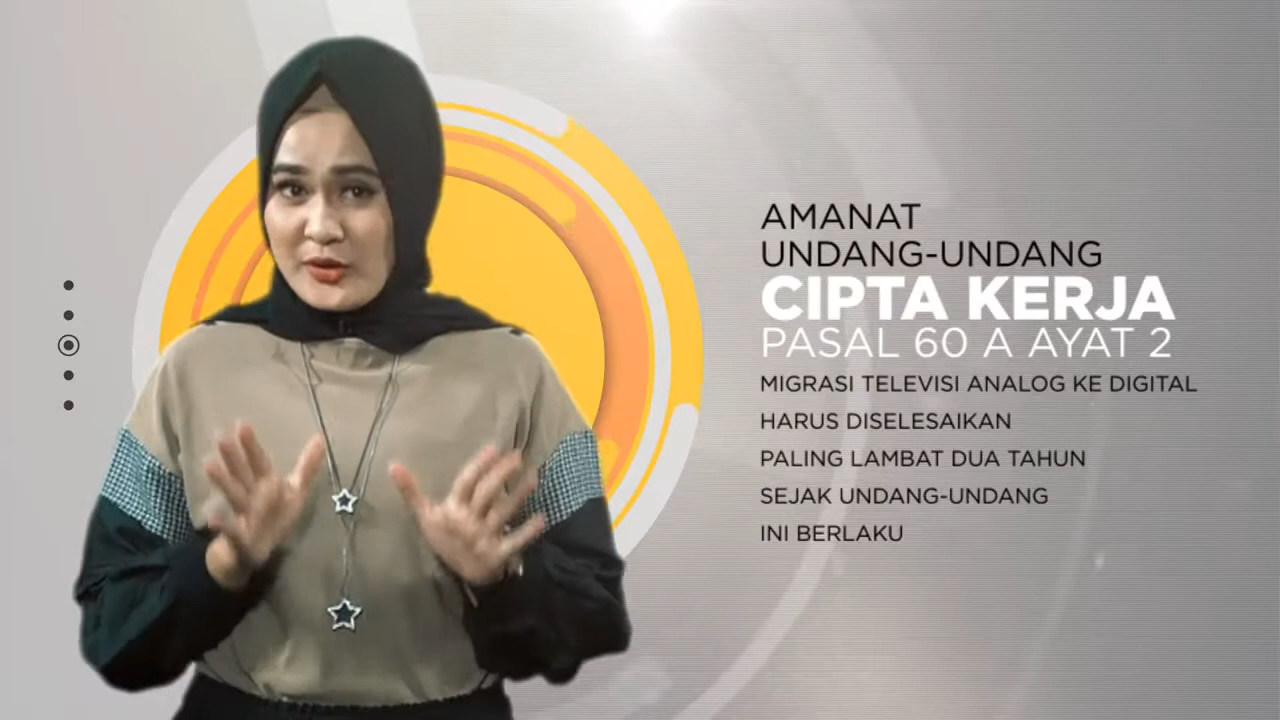 AMANAT
UNDANG-UNDANG
CIPTA KERJA
PASAL 60 A AYAT 2
MIGRASI TELEVISI ANALOG KE DIGITAL
HARUS DISELESAIKAN
PALING LAMBAT DUA TAHUN
SEJAK UNDANG-UNDANG
INI BERLAKU